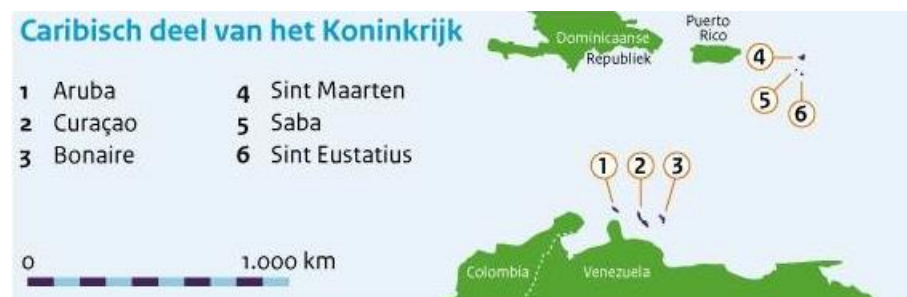 Caribisch deel van het Koninkrijk
1 Aruba
2 Curaçao
3 Bonaire
4 Sint Maarten
5 Saba
6 Sint Eustatius
0 1.000 km
Dominicaanse
Republiek
Puerto
Rico
4
5
6
1 2 3
Colombia
Venezuela